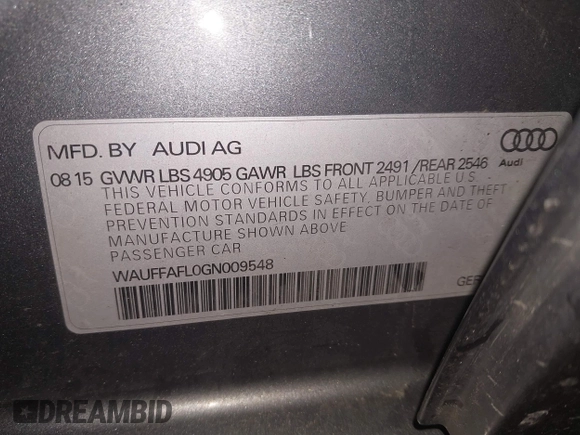 MFD. BY AUDI AG
08 15 GVWR LBS 4905 GAWR LBS FRONT 2491 / REAR 2546
Audi
THIS VEHICLE CONFORMS TO ALL APPLICABLE U S
FEDERAL MOTOR VEHICLE SAFETY, BUMPER AND THEFT
PREVENTION STANDARDS IN EFFECT ON THE DATE OF
MANUFACTURE SHOWN ABOVE
PASSENGER CAR
WAUFFAFL0GN009548
DREAMBID